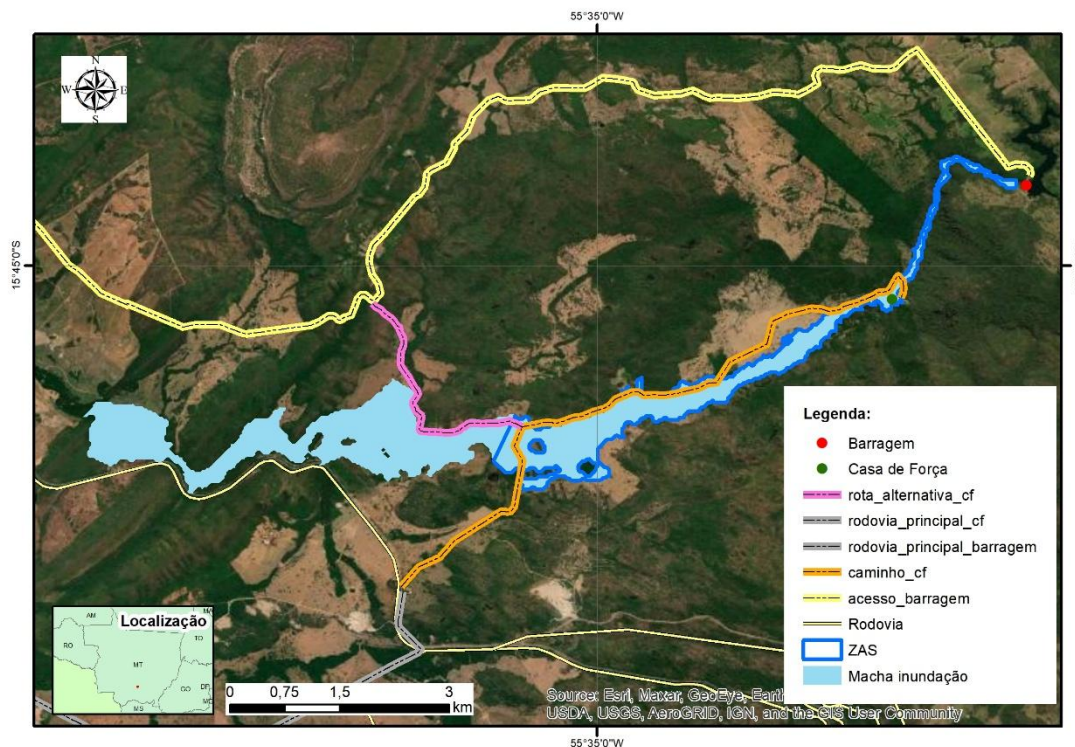 55°35'0"W
N
W E
S
15°45'0"S
Legenda:
Barragem
Casa de Força
rota_alternativa_cf
rodovia_principal_cf
rodovia_principal_barragem
caminho_cf
acesso_barragem
Rodovia
ZAS
Macha inundação
Localização
AM
RO
TO
MT
GO
DF
MS
0 0,75 1,5 3
km
Source: Esri, Maxar, GeoEye, Earth
USDA, USGS, AeroGRID, IGN, and the GIS User Community
55°35'0"W